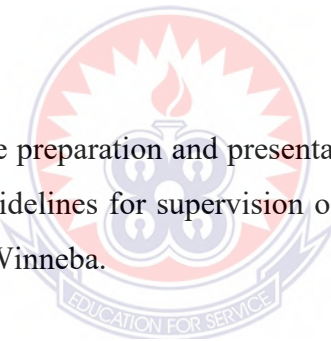 e preparation and presenta
idelines for supervision o
Winneba.
EDUCATION FOR SERVICE